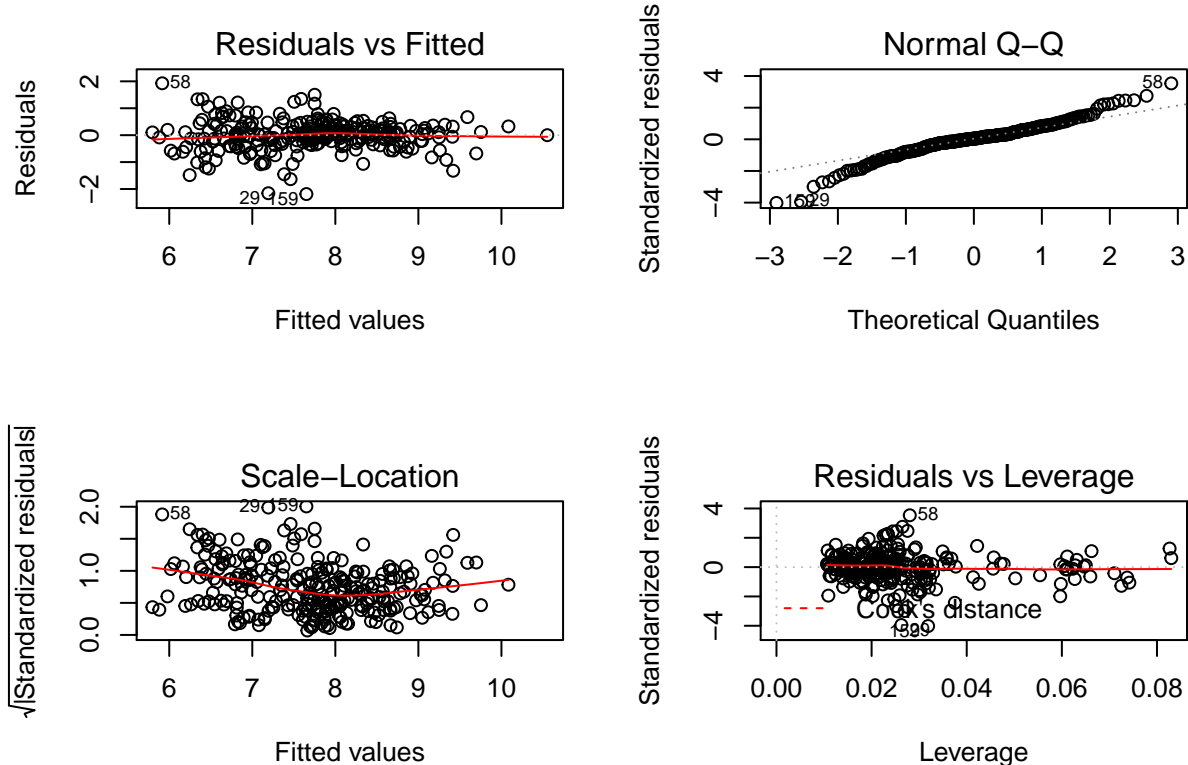 Residuals vs Fitted
Residuals
2
0
−2
58
29
159
6 7 8 9 10
Fitted values
Normal Q−Q
Standardized residuals
4
0
−4
58
159
29
−3 −2 −1 0 1 2 3
Theoretical Quantiles
Scale−Location
√|Standardized residuals|
2.0
1.0
0.0
58
29
159
6 7 8 9 10
Fitted values
Residuals vs Leverage
Standardized residuals
4
0
−4
58
Cook's distance
159
29
0.00 0.02 0.04 0.06 0.08
Leverage